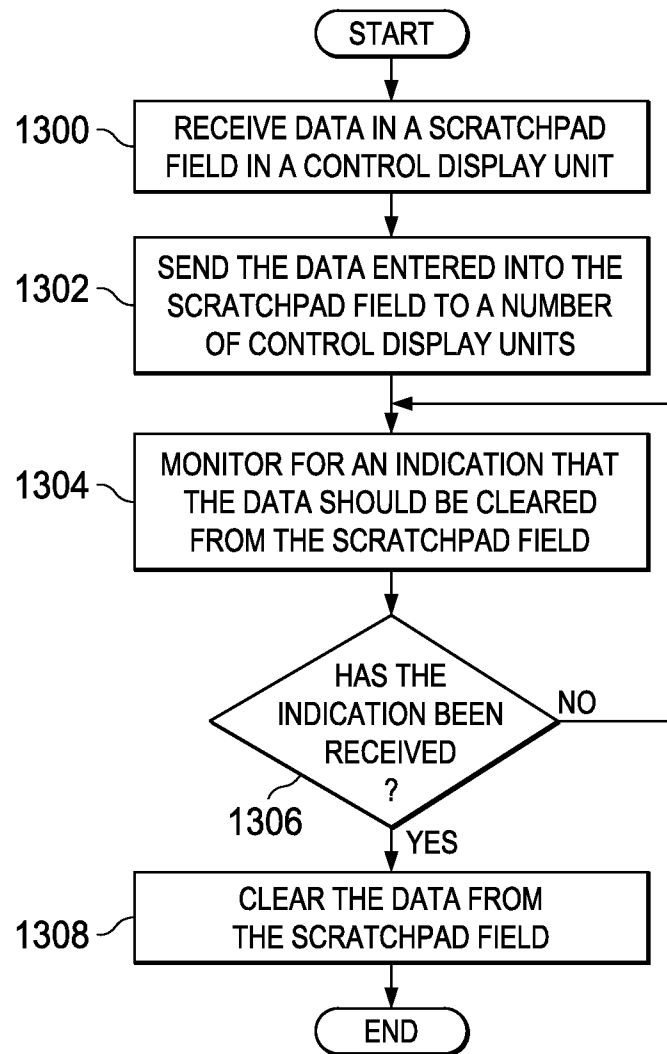 START
1300
RECEIVE DATA IN A SCRATCHPAD
FIELD IN A CONTROL DISPLAY UNIT
1302
SEND THE DATA ENTERED INTO THE
SCRATCHPAD FIELD TO A NUMBER
OF CONTROL DISPLAY UNITS
1304
MONITOR FOR AN INDICATION THAT
THE DATA SHOULD BE CLEARED
FROM THE SCRATCHPAD FIELD
HAS THE
INDICATION BEEN
RECEIVED
?
NO
1306
YES
1308
CLEAR THE DATA FROM
THE SCRATCHPAD FIELD
END